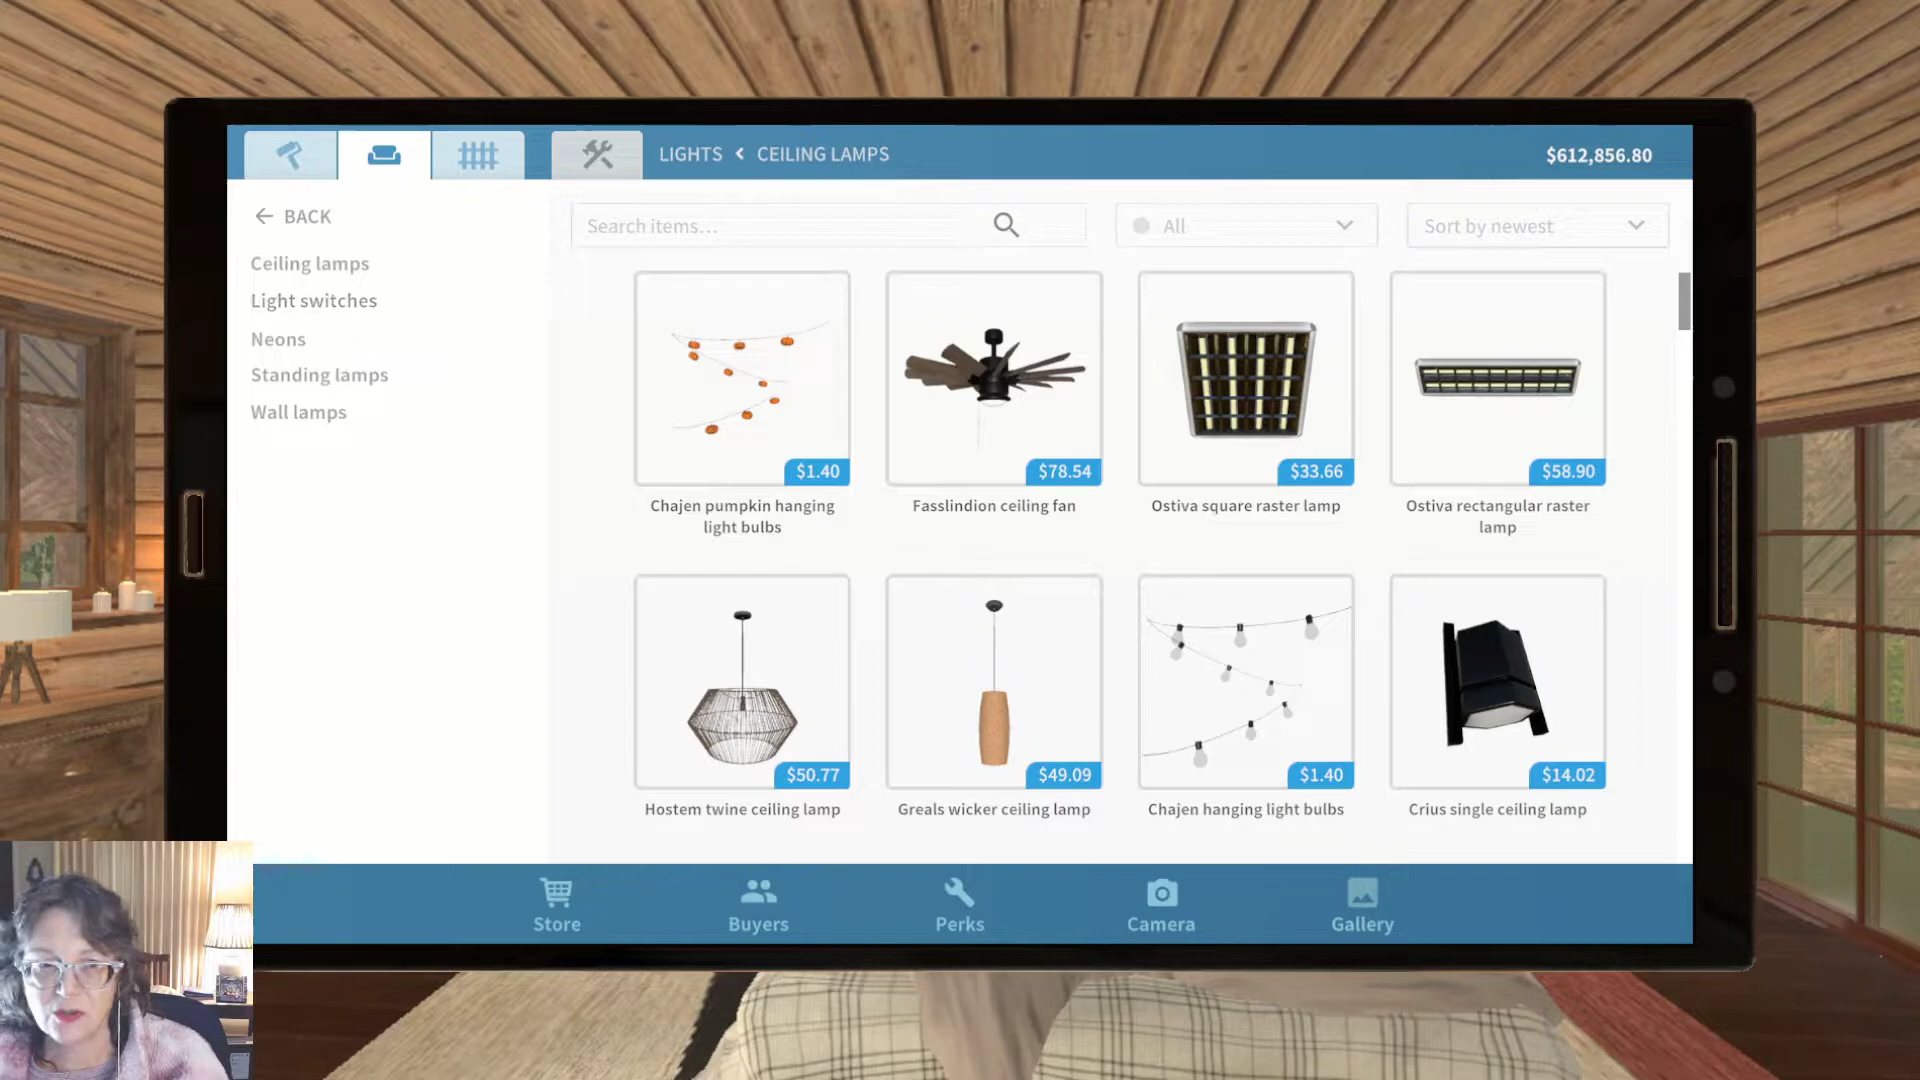 LIGHTS < CEILING LAMPS
$612,856.80
BACK
Search items...
All
Sort by newest
Ceiling lamps
Light switches
Neons
Standing lamps
Wall lamps
$1.40
$78.54
$33.66
$58.90
Chajen pumpkin hanging
light bulbs
Fasslindion ceiling fan
Ostiva square raster lamp
Ostiva rectangular raster
lamp
$50.77
$49.09
$1.40
$14.02
Hostem twine ceiling lamp
Greals wicker ceiling lamp
Chajen hanging light bulbs
Crius single ceiling lamp
Store
Buyers
Perks
Camera
Gallery